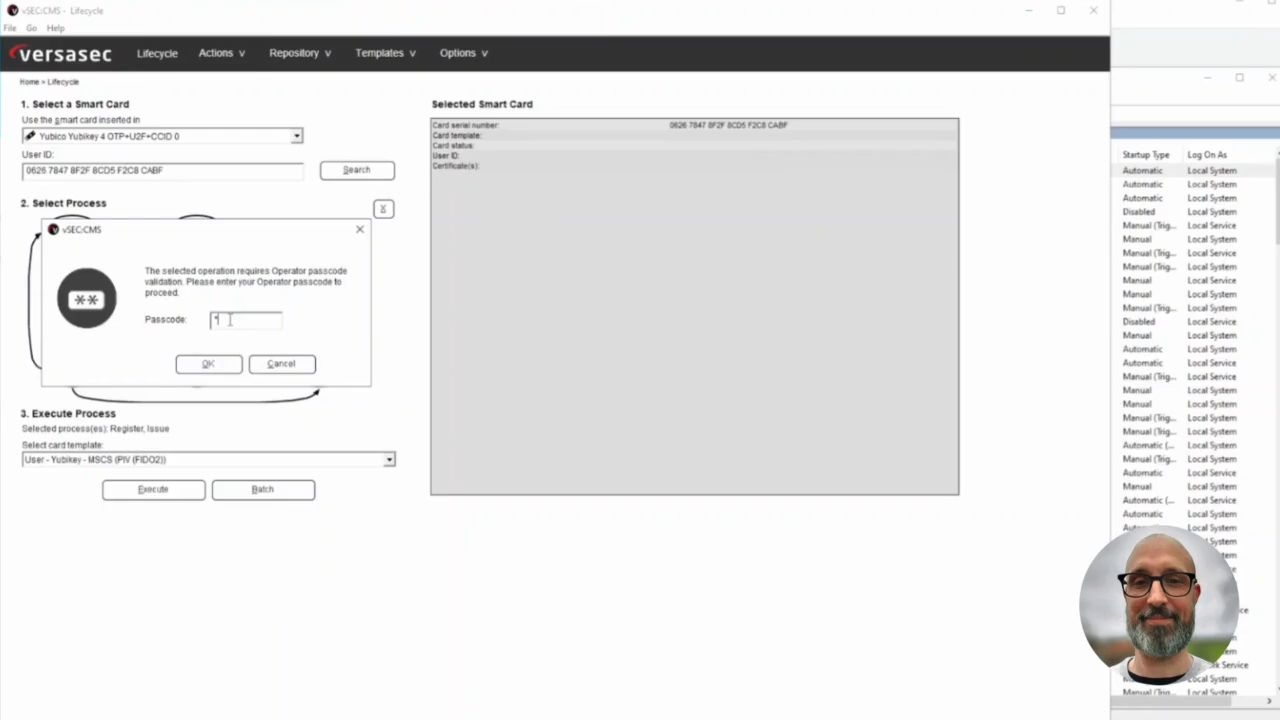 vSEC:CMS - Lifecycle
File Go Help
versasec Lifecycle Actions v Repository v Templates v Options v
Home > Lifecycle
1. Select a Smart Card
Use the smart card inserted in
Yubico Yubikey 4 OTP+U2F+CCID 0
User ID:
0626 7847 8F2F 8CD5 F2C8 CABF
Search
2. Select Process
X
vSEC:CMS
The selected operation requires Operator passcode
validation. Please enter your Operator passcode to
proceed.
**
Passcode: *
OK Cancel
3. Execute Process
Selected process(es): Register, Issue
Select card template:
User - Yubikey - MSCS (PIV (FIDO2))
Execute Batch
Selected Smart Card
Card serial number: 0626 7847 8F2F 8CD5 F2C8 CABF
Card template:
Card status:
User ID:
Certificate(s):
Startup Type Log On As
Automatic Local System
Automatic Local System
Automatic Local System
Disabled Local System
Manual (Trig... Local Service
Manual Local System
Manual (Trig... Local Service
Manual (Trig... Local System
Manual Local System
Manual Local System
Manual (Trig... Local System
Disabled Local Service
Manual Local System
Automatic Local System
Automatic Local System
Manual (Trig... Local Service
Manual Local System
Manual Local System
Manual (Trig... Local System
Manual (Trig... Local System
Automatic (... Local System
Manual (Trig... Local System
Automatic Local Service
Manual Local System
Automatic (... Local System
Automatic Local System
Local System
Local System
Service
Local System
Manual (Trig... Local System